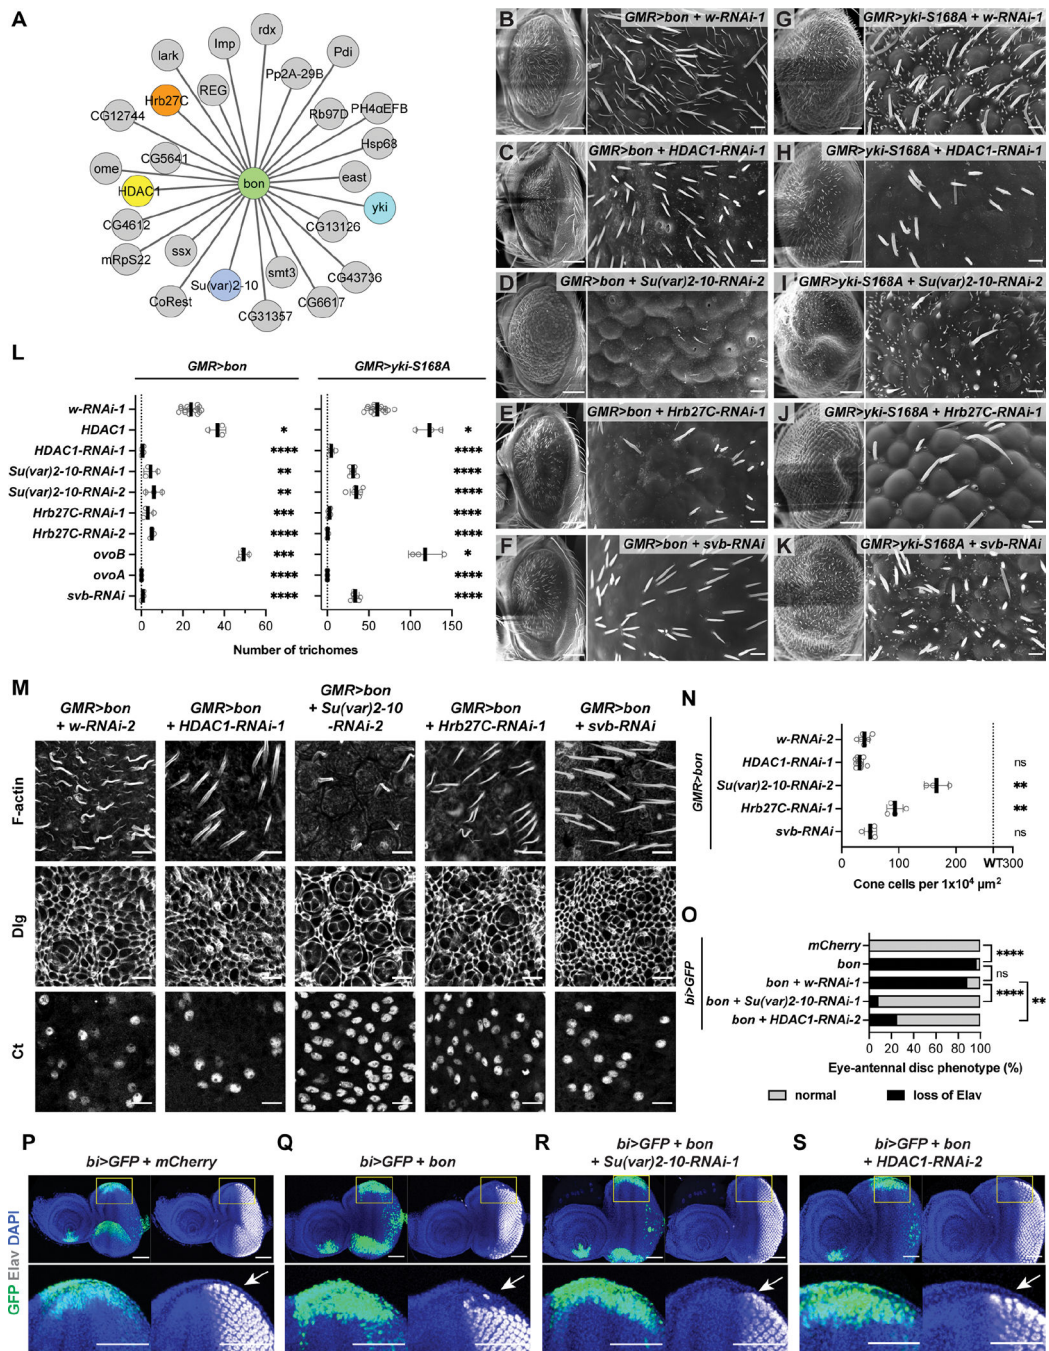 A
rdx
Imp
lark
Pdi
Pp2A-29B
REG
Hrb27C
PH4αEFB
Rb97D
CG12744
Hsp68
CG5641
ome
east
bon
HDAC1
yki
CG4612
CG13126
ssx
mRpS22
smt3
CG43736
Su(var)2-10
CoRest
CG6617
CG31357
B
GMR>bon + w-RNAi-1
C
GMR>bon + HDAC1-RNAi-1
D
GMR>bon + Su(var)2-10-RNAi-2
E
GMR>bon + Hrb27C-RNAi-1
F
GMR>bon + svb-RNAi
G
GMR>yki-S168A + w-RNAi-1
H
GMR>yki-S168A + HDAC1-RNAi-1
I
GMR>yki-S168A + Su(var)2-10-RNAi-2
J
GMR>yki-S168A + Hrb27C-RNAi-1
K
GMR>yki-S168A + svb-RNAi
L
GMR>bon GMR>yki-S168A
w-RNAi-1
HDAC1 * *
HDAC1-RNAi-1 **** ****
Su(var)2-10-RNAi-1 ** ****
Su(var)2-10-RNAi-2 ** ****
Hrb27C-RNAi-1 *** ****
Hrb27C-RNAi-2 **** ****
ovoB *** *
ovoA **** ****
svb-RNAi **** ****
0 20 40 60 0 50 100 150
Number of trichomes
M
GMR>bon
+ w-RNAi-2
GMR>bon
+ HDAC1-RNAi-1
GMR>bon
+ Su(var)2-10
-RNAi-2
GMR>bon
+ Hrb27C-RNAi-1
GMR>bon
+ svb-RNAi
F-actin
Dlg
Ct
N
GMR>bon
w-RNAi-2
HDAC1-RNAi-1 ns
Su(var)2-10-RNAi-2 **
Hrb27C-RNAi-1 **
svb-RNAi ns
0 100 200 WT300
Cone cells per 1x10⁴ µm²
O
bi>GFP
mCherry
bon
bon + w-RNAi-1
bon + Su(var)2-10-RNAi-1
bon + HDAC1-RNAi-2
****
ns
****
**
0 20 40 60 80 100
Eye-antennal disc phenotype (%)
normal loss of Elav
P
bi>GFP + mCherry
Q
bi>GFP + bon
R
bi>GFP + bon
+ Su(var)2-10-RNAi-1
S
bi>GFP + bon
+ HDAC1-RNAi-2
GFP Elav DAPI